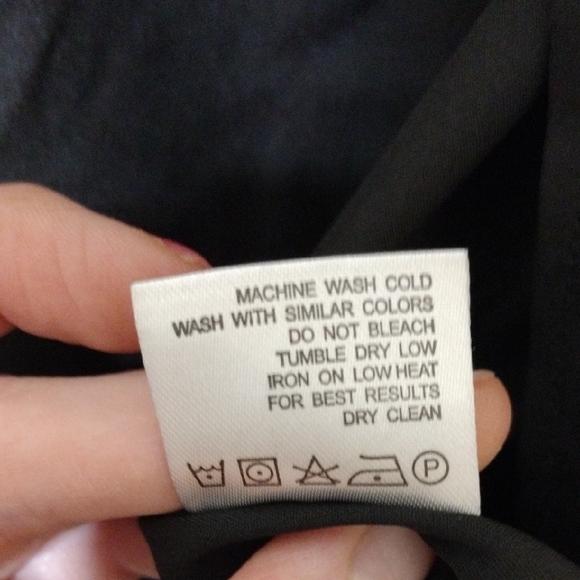 MACHINE WASH COLD
WASH WITH SIMILAR COLORS
DO NOT BLEACH
TUMBLE DRY LOW
IRON ON LOW HEAT
FOR BEST RESULTS
DRY CLEAN
P